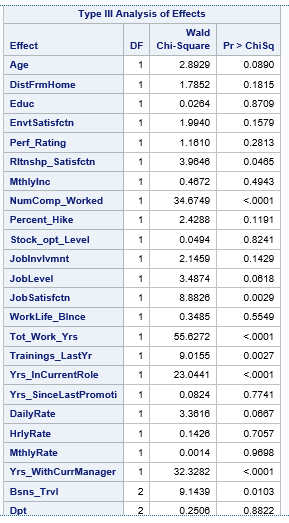 Type III Analysis of Effects
Effect DF Wald Chi-Square Pr > ChiSq
Age 1 2.8929 0.0890
DistFrmHome 1 1.7852 0.1815
Educ 1 0.0264 0.8709
EnvtSatisfctn 1 1.9940 0.1579
Perf_Rating 1 1.1610 0.2813
Rltnshp_Satisfctn 1 3.9646 0.0465
MthlyInc 1 0.4672 0.4943
NumComp_Worked 1 34.6749 <.0001
Percent_Hike 1 2.4288 0.1191
Stock_opt_Level 1 0.0494 0.8241
JobInvlvmnt 1 2.1459 0.1429
JobLevel 1 3.4874 0.0618
JobSatisfctn 1 8.8826 0.0029
WorkLife_Blnce 1 0.3485 0.5549
Tot_Work_Yrs 1 55.6272 <.0001
Trainings_LastYr 1 9.0155 0.0027
Yrs_InCurrentRole 1 23.0441 <.0001
Yrs_SinceLastPromoti 1 0.0824 0.7741
DailyRate 1 3.3616 0.0667
HrlyRate 1 0.1426 0.7057
MthlyRate 1 0.0014 0.9698
Yrs_WithCurrManager 1 32.3282 <.0001
Bsns_Trvl 2 9.1439 0.0103
Dpt 2 0.2506 0.8822